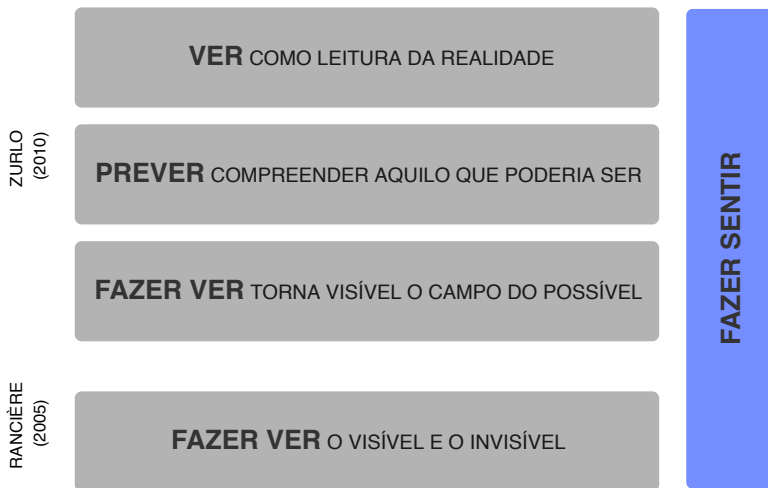 VER COMO LEITURA DA REALIDADE
ZURLO
(2010)
PREVER COMPREENDER AQUILO QUE PODERIA SER
FAZER VER TORNA VISÍVEL O CAMPO DO POSSÍVEL
RANCIÈRE
(2005)
FAZER VER O VISÍVEL E O INVISÍVEL
FAZER SENTIR